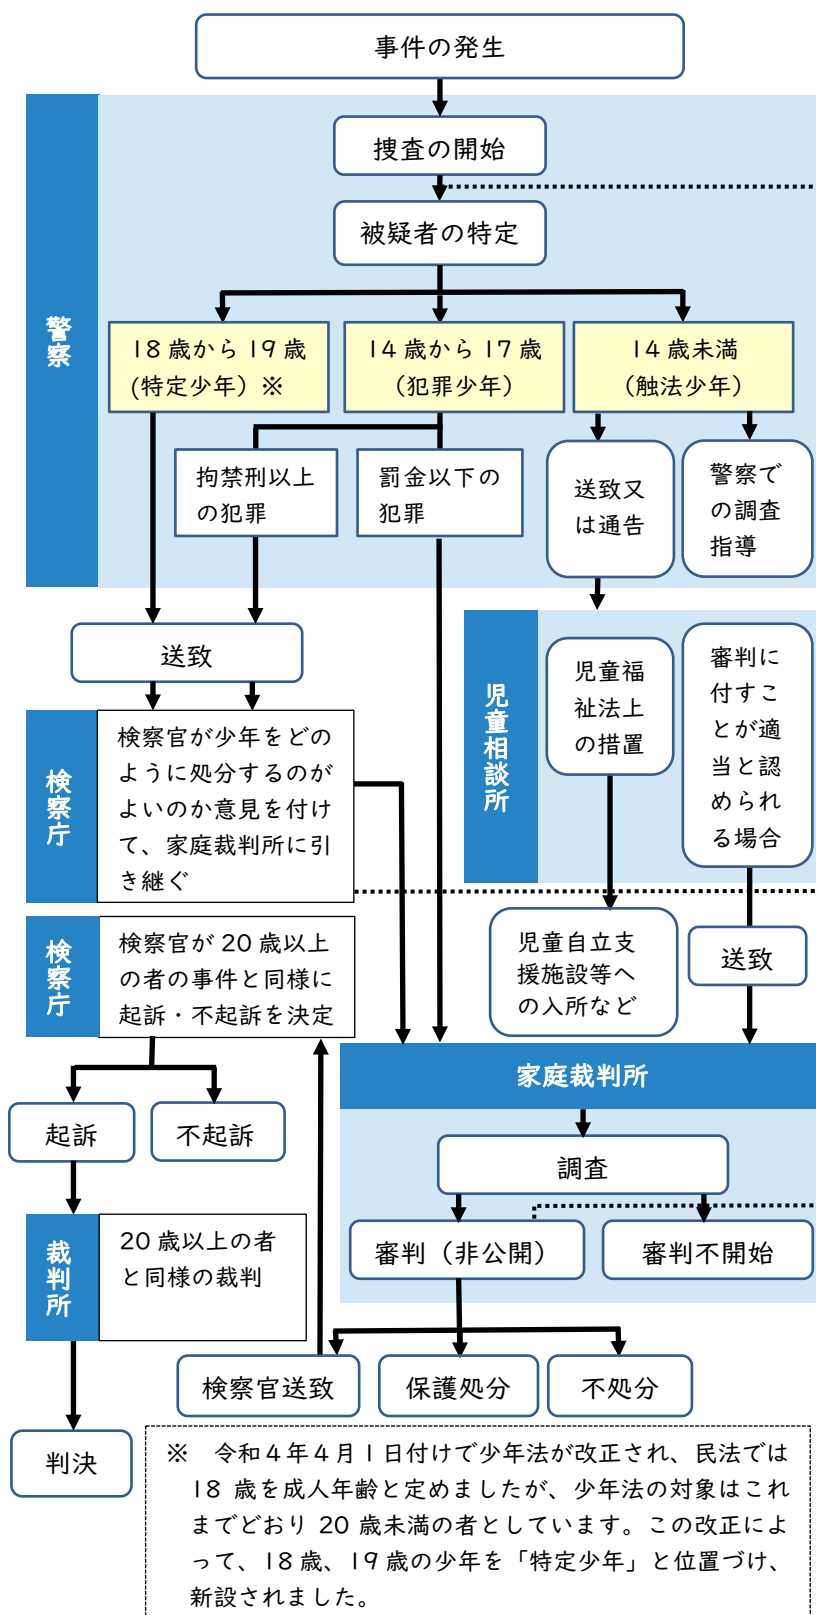 事件の発生
警察
捜査の開始
被疑者の特定
18歳から19歳
(特定少年)※
14歳から17歳
(犯罪少年)
14歳未満
(触法少年)
拘禁刑以上
の犯罪
罰金以下の
犯罪
送致又
は通告
警察で
の調査
指導
送致
検察庁
検察官が少年をどの
ように処分するのが
よいのか意見を付け
て、家庭裁判所に引
き継ぐ
児童相談所
児童福
祉法上
の措置
審判に
付すこ
とが適
当と認
められ
る場合
児童自立支
援施設等へ
の入所など
送致
検察庁
検察官が20歳以上
の者の事件と同様に
起訴・不起訴を決定
起訴
不起訴
家庭裁判所
調査
審判(非公開)
審判不開始
裁判所
20歳以上の者
と同様の裁判
検察官送致
保護処分
不処分
判決
※ 令和4年4月1日付けで少年法が改正され、民法では
18歳を成人年齢と定めましたが、少年法の対象はこれ
までどおり20歳未満の者としています。この改正によ
って、18歳、19歳の少年を「特定少年」と位置づけ、
新設されました。